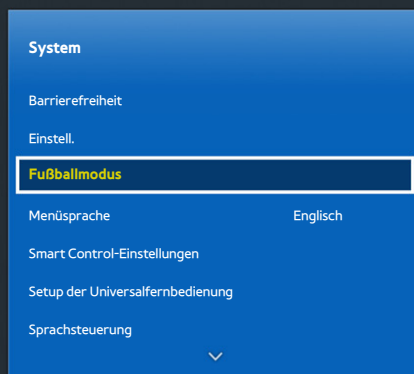 System
Barrierefreiheit
Einstell.
Fußballmodus
Menüsprache Englisch
Smart Control-Einstellungen
Setup der Universalfernbedienung
Sprachsteuerung